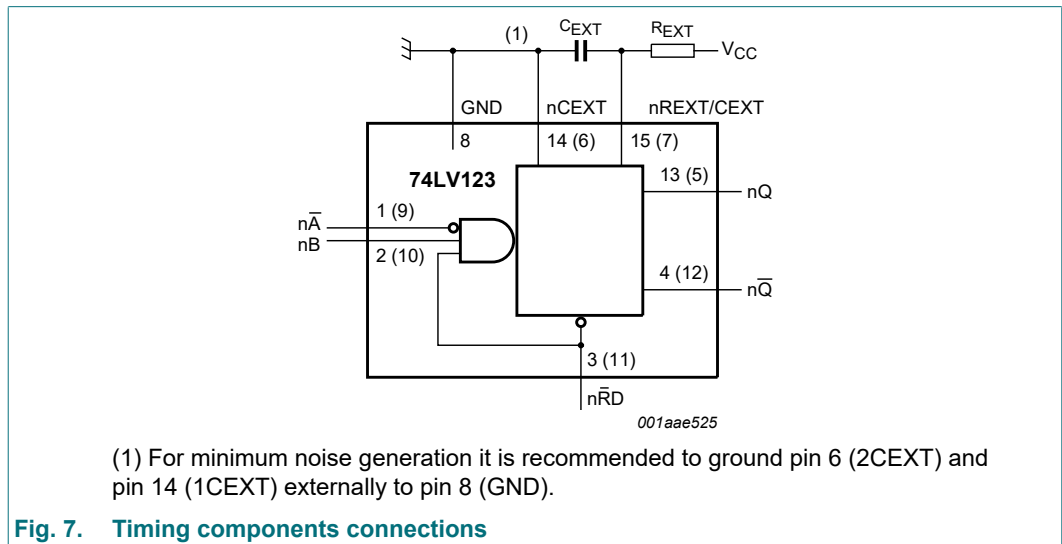 (1) CEXT REXT
VCC
GND nCEXT nREXT/CEXT
8 14 (6) 15 (7)
74LV123
13 (5)
nQ
1 (9)
nA̅
nB
2 (10)
4 (12)
nQ̅
3 (11)
nR̅D
001aae525
(1) For minimum noise generation it is recommended to ground pin 6 (2CEXT) and
pin 14 (1CEXT) externally to pin 8 (GND).
Fig. 7. Timing components connections